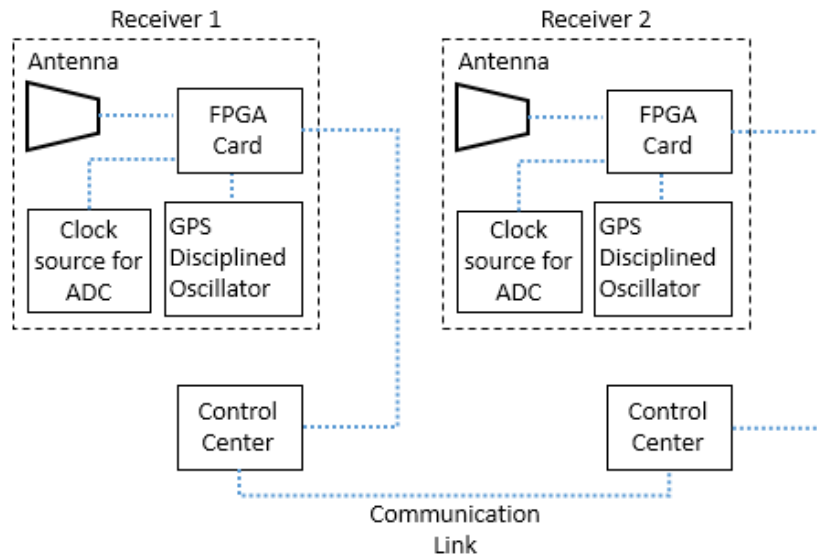 Receiver 1
Receiver 2
Antenna
FPGA
Card
Clock
source for
ADC
GPS
Disciplined
Oscillator
Antenna
FPGA
Card
Clock
source for
ADC
GPS
Disciplined
Oscillator
Control
Center
Control
Center
Communication
Link